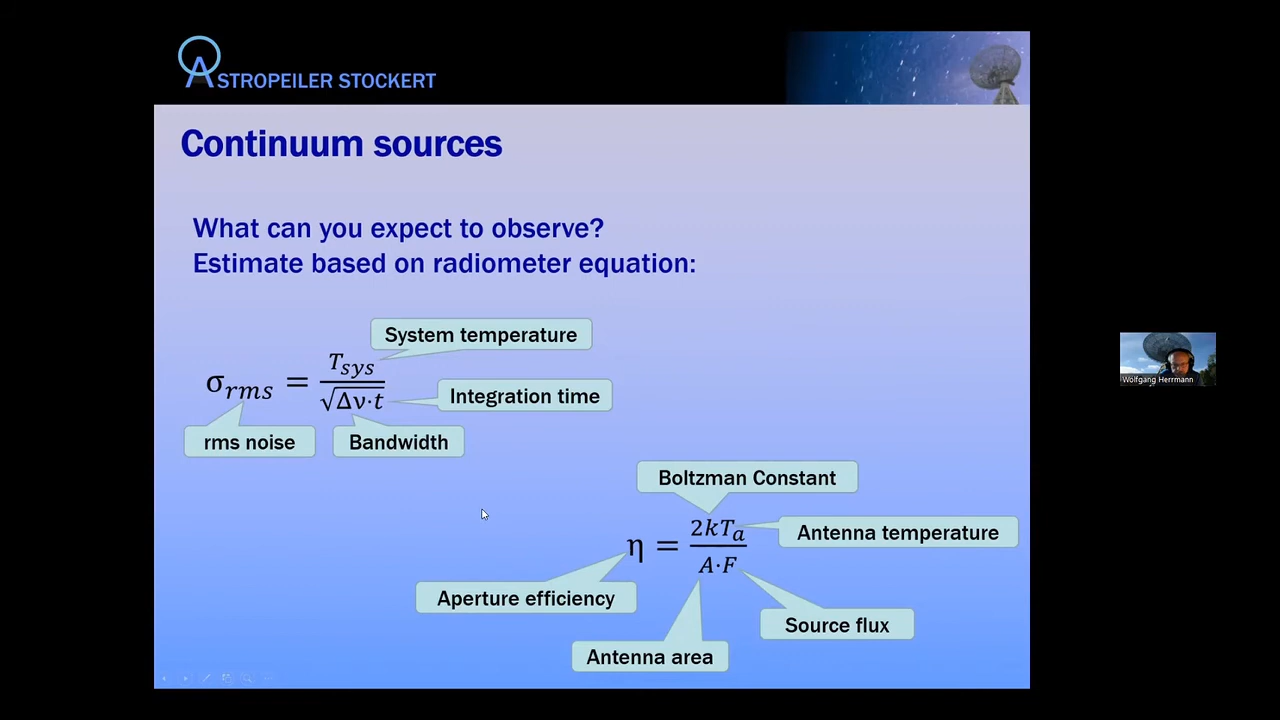 ASTROPEILER STOCKERT
Continuum sources
What can you expect to observe?
Estimate based on radiometer equation:
System temperature
σrms = Tsys / √Δν·t
Integration time
rms noise
Bandwidth
Boltzman Constant
η = 2kTa / A·F
Antenna temperature
Aperture efficiency
Source flux
Antenna area
Wolfgang Herrmann